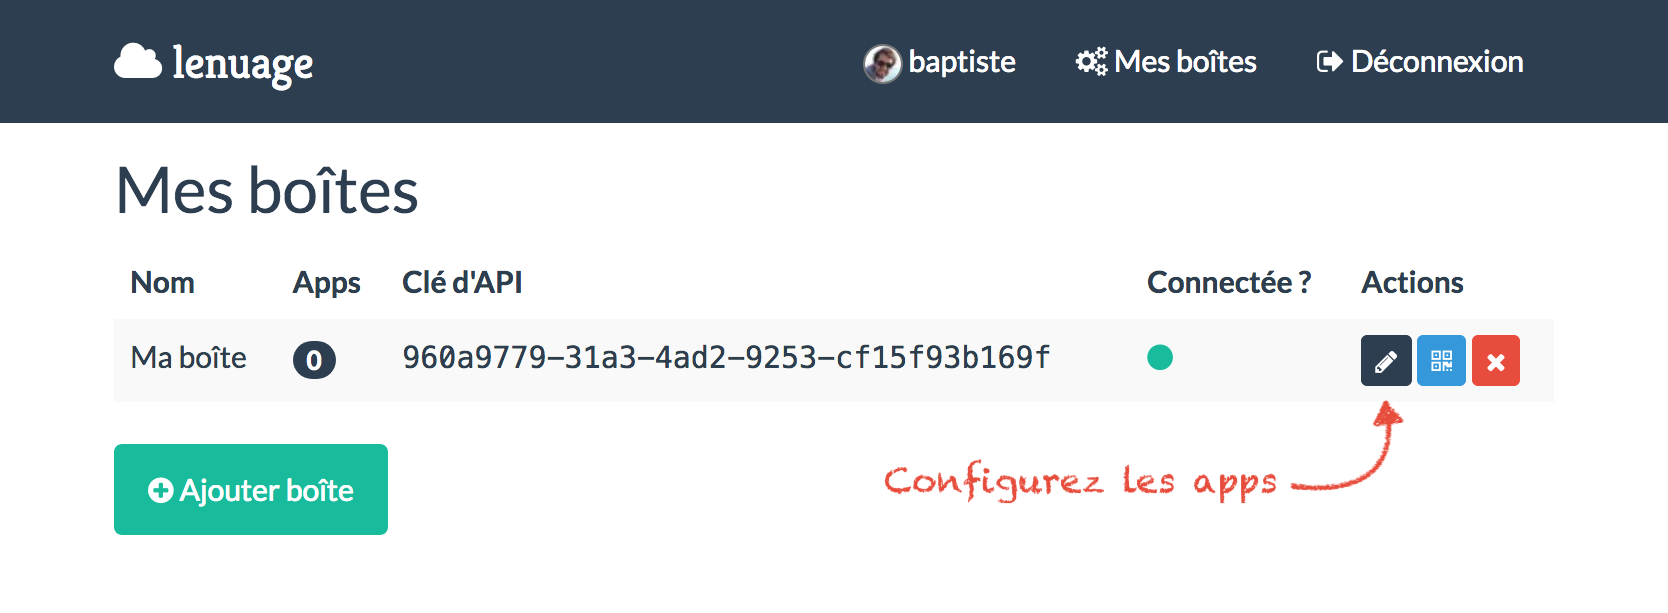 lenuage
baptiste
Mes boîtes
Déconnexion
Mes boîtes
Nom Apps Clé d'API Connectée ? Actions
Ma boîte 0 960a9779-31a3-4ad2-9253-cf15f93b169f
Configurez les apps
Ajouter boîte